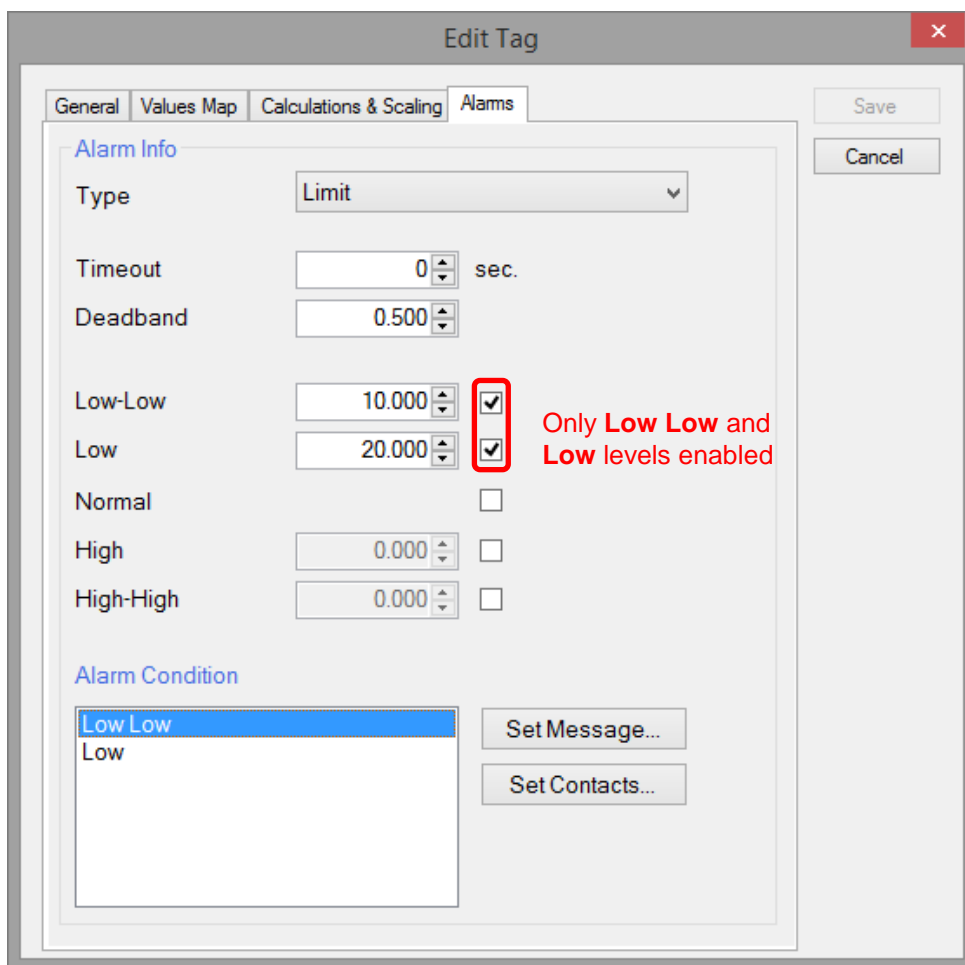 Edit Tag
General Values Map Calculations & Scaling Alarms
Save
Cancel
Alarm Info
Type Limit
Timeout 0 sec.
Deadband 0.500
Low-Low 10.000
Low 20.000
Only Low Low and
Low levels enabled
Normal
High 0.000
High-High 0.000
Alarm Condition
Low Low
Low
Set Message...
Set Contacts...